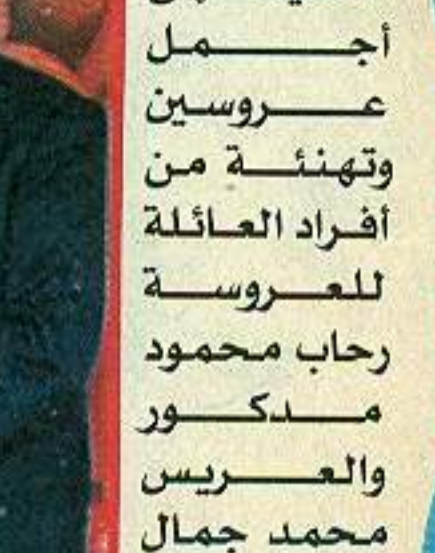 أجمل
عروسين
وتهنئة من
أفراد العائلة
للعروسة
رحاب محمود
مدكور
والعريس
محمد جمال